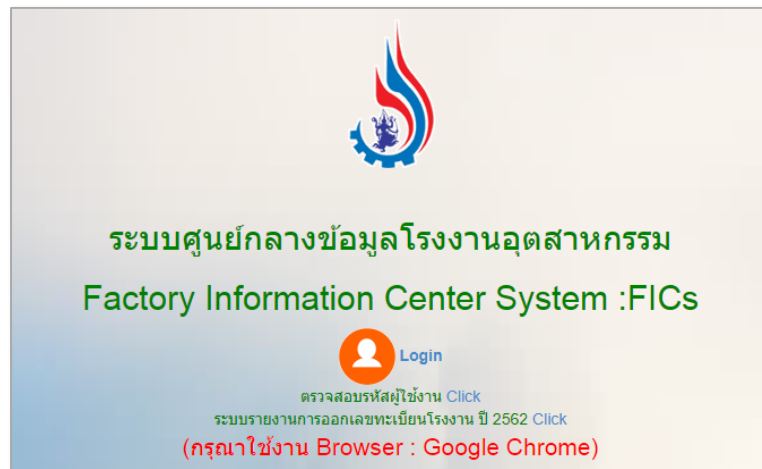 ระบบศูนย์กลางข้อมูลโรงงานอุตสาหกรรม
Factory Information Center System :FICs
Login
ตรวจสอบรหัสผู้ใช้งาน Click
ระบบรายงานการออกเลขทะเบียนโรงงาน ปี 2562 Click
(กรุณาใช้งาน Browser : Google Chrome)